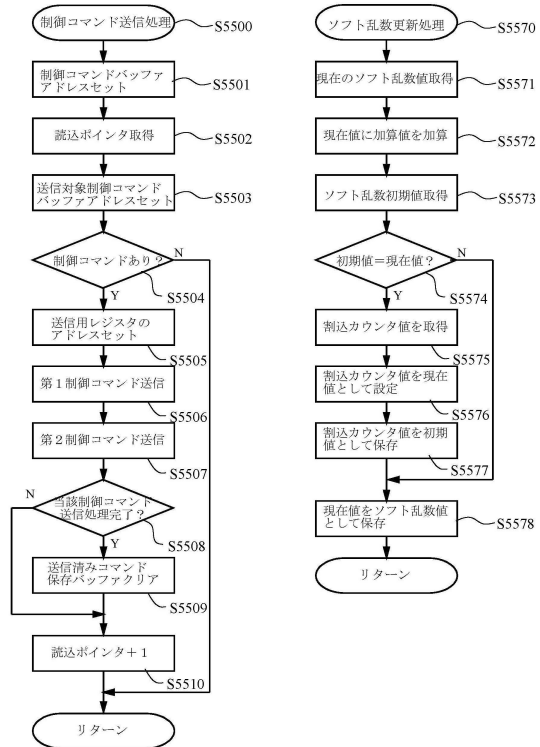 制御コマンド送信処理
S5500
制御コマンドバッファ
アドレスセット
S5501
読込ポインタ取得
S5502
送信対象制御コマンド
バッファアドレスセット
S5503
制御コマンドあり?
N
S5504
Y
送信用レジスタの
アドレスセット
S5505
第1制御コマンド送信
S5506
第2制御コマンド送信
S5507
N
当該制御コマンド
送信処理完了?
S5508
Y
送信済みコマンド
保存バッファクリア
S5509
読込ポインタ+1
S5510
リターン
ソフト乱数更新処理
S5570
現在のソフト乱数値取得
S5571
現在値に加算値を加算
S5572
ソフト乱数初期値取得
S5573
初期値=現在値?
N
S5574
Y
割込カウンタ値を取得
S5575
割込カウンタ値を現在
値として設定
S5576
割込カウンタ値を初期
値として保存
S5577
現在値をソフト乱数値
として保存
S5578
リターン